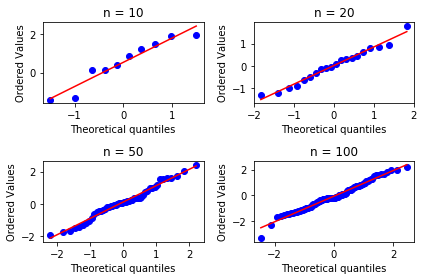 n = 10
Ordered Values
2
0
−1
0
1
Theoretical quantiles
n = 20
Ordered Values
2
1
0
−1
−2
−1
0
1
2
Theoretical quantiles
n = 50
Ordered Values
2
0
−2
−2
−1
0
1
2
Theoretical quantiles
n = 100
Ordered Values
2
0
−2
−2
−1
0
1
2
Theoretical quantiles